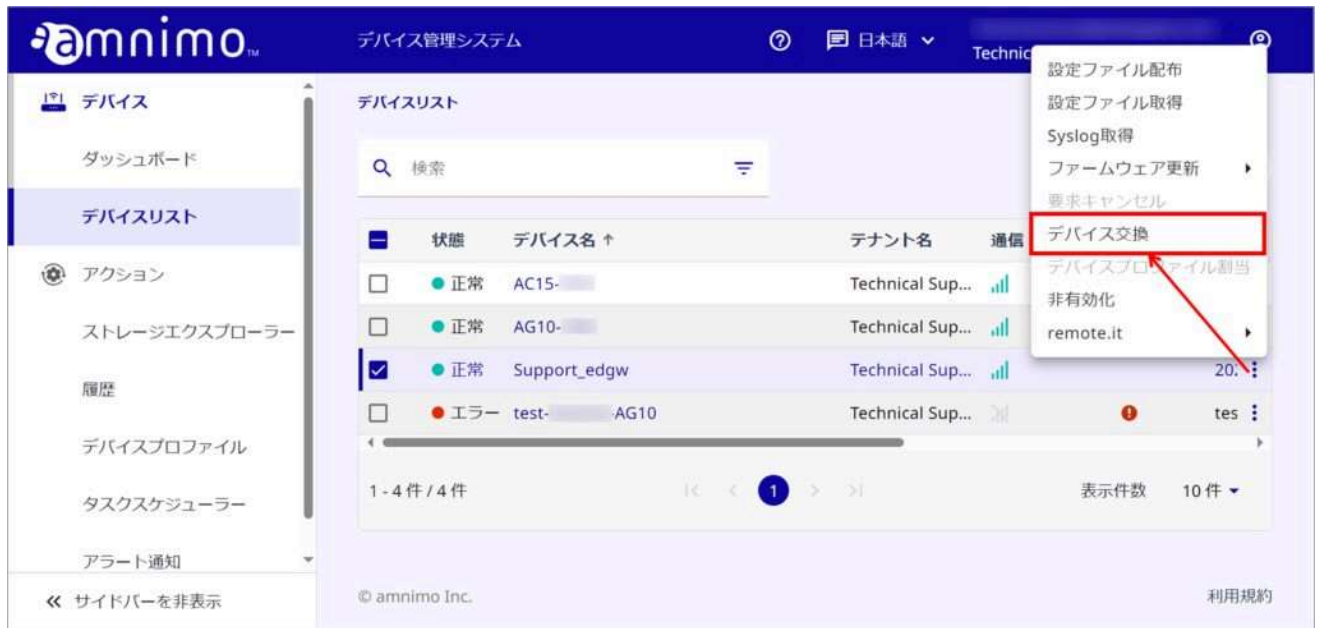 amnimo™
デバイス管理システム
日本語
Technic
デバイス
ダッシュボード
デバイスリスト
アクション
ストレージエクスプローラー
履歴
デバイスプロファイル
タスクスケジューラー
アラート通知
サイドバーを非表示
デバイスリスト
検索
状態 デバイス名 ↑ テナント名 通信
正常 AC15- Technical Sup...
正常 AG10- Technical Sup...
正常 Support_edgw Technical Sup... 20.
エラー test- -AG10 Technical Sup... tes
1 - 4 件 / 4 件 1 表示件数 10 件
© amnimo Inc. 利用規約
設定ファイル配布
設定ファイル取得
Syslog取得
ファームウェア更新
要求キャンセル
デバイス交換
デバイスプロファイル割当
非有効化
remote.it